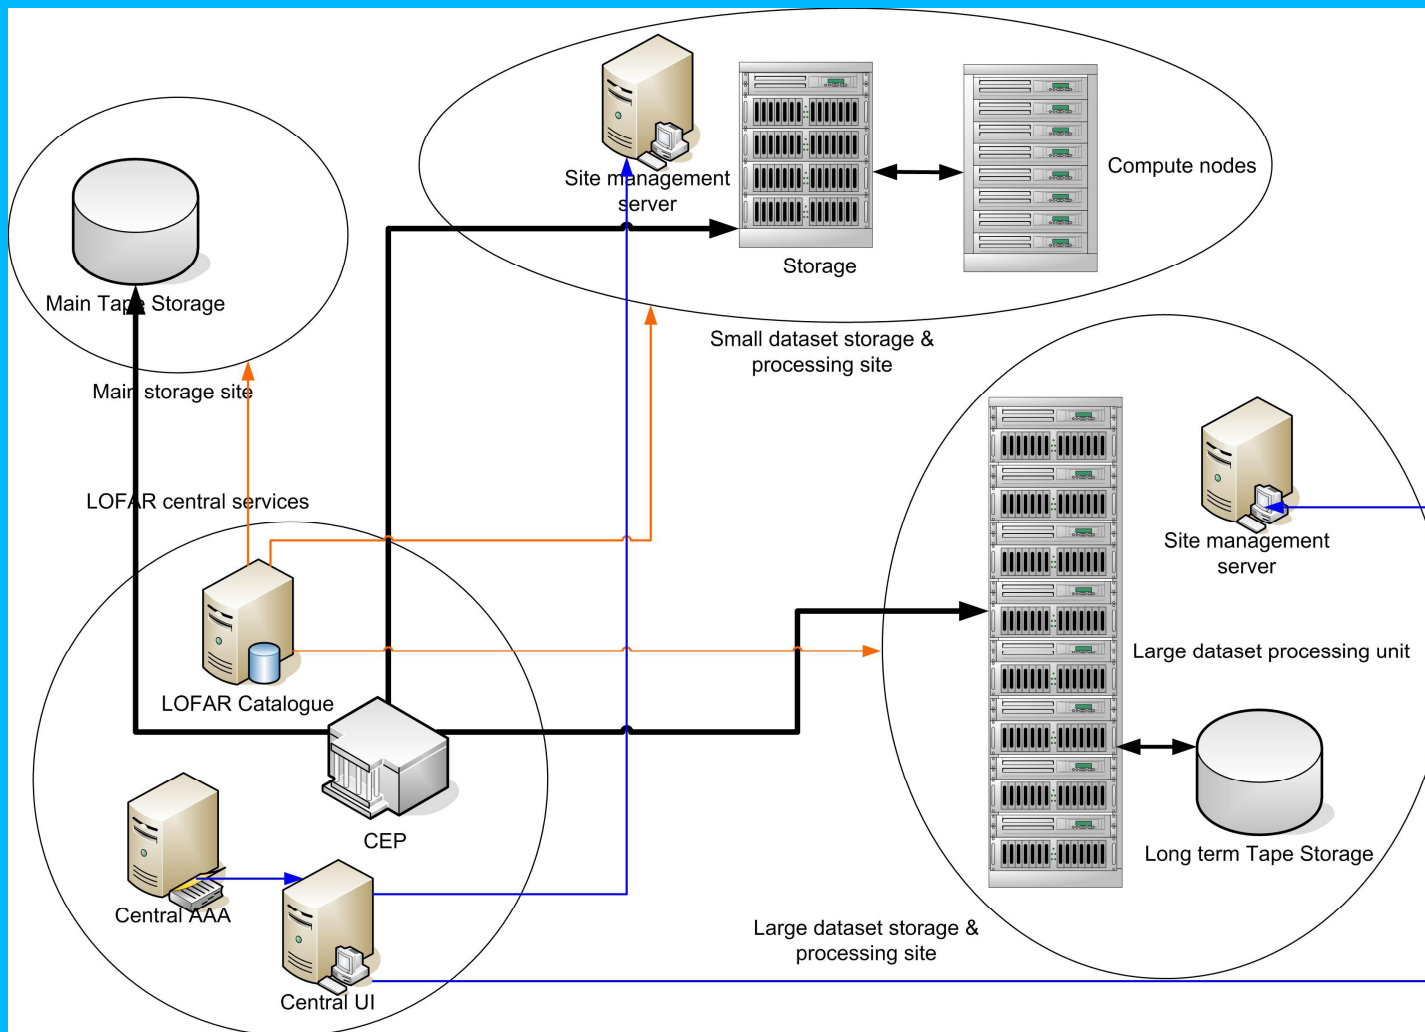 Site management
server
Compute nodes
Storage
Main Tape Storage
Small dataset storage &
processing site
Main storage site
LOFAR central services
Site management
server
Large dataset processing unit
LOFAR Catalogue
CEP
Long term Tape Storage
Central AAA
Large dataset storage &
processing site
Central UI